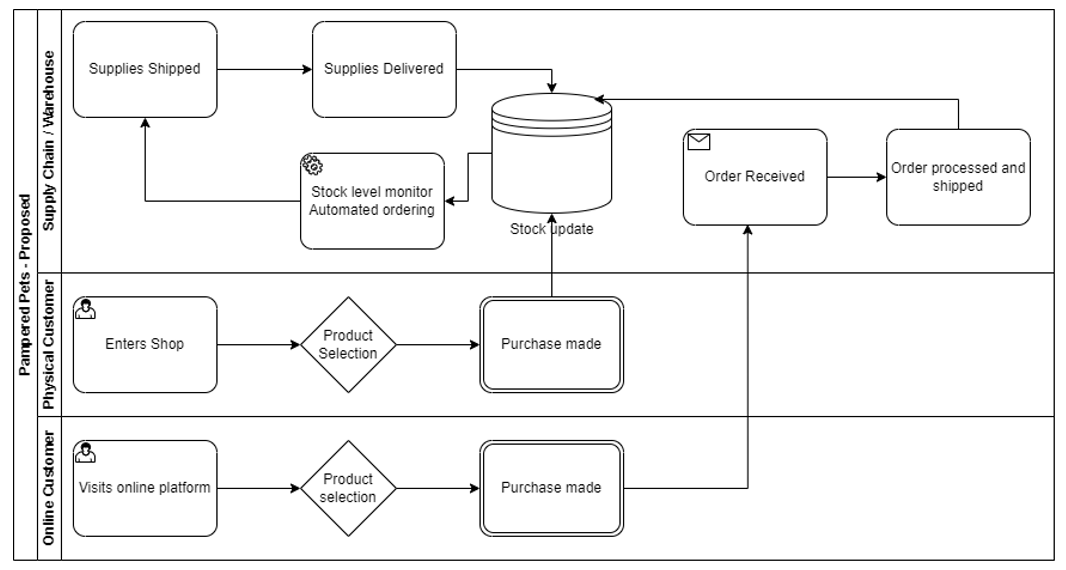 Pampered Pets - Proposed
Supply Chain / Warehouse
Supplies Shipped
Supplies Delivered
Stock level monitor
Automated ordering
Stock update
Order Received
Order processed and
shipped
Physical Customer
Enters Shop
Product
Selection
Purchase made
Online Customer
Visits online platform
Product
selection
Purchase made